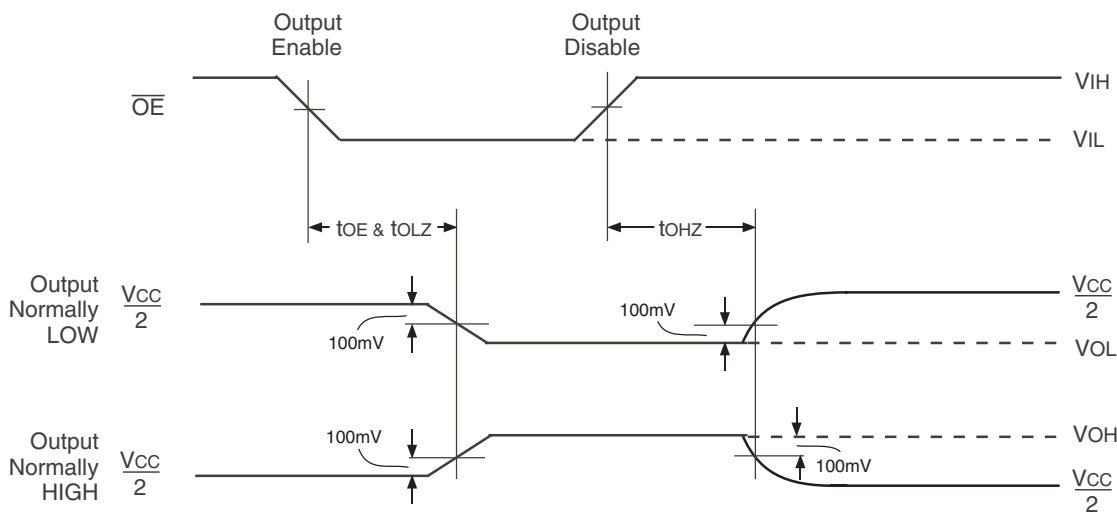 Output
Enable
Output
Disable
OE
VIH
VIL
tOE & tOLZ
tOHZ
Output
Normally
LOW
VCC
2
100mV
100mV
VCC
2
VOL
Output
Normally
HIGH
VCC
2
100mV
VOH
100mV
VCC
2